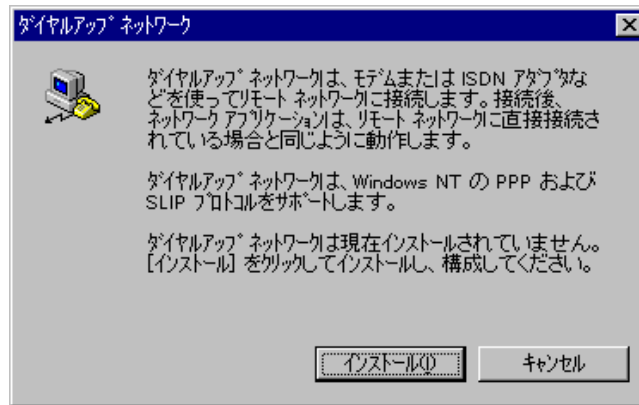 ダイヤルアップ ネットワーク
ダイヤルアップ ネットワークは、モデムまたは ISDN アダプタな
どを使ってリモート ネットワークに接続します。接続後、
ネットワーク アプリケーションは、リモート ネットワークに直接接続さ
れている場合と同じように動作します。
ダイヤルアップ ネットワークは、Windows NT の PPP および
SLIP プロトコルをサポートします。
ダイヤルアップ ネットワークは現在インストールされていません。
[インストール] をクリックしてインストールし、構成してください。
インストール(I)
キャンセル